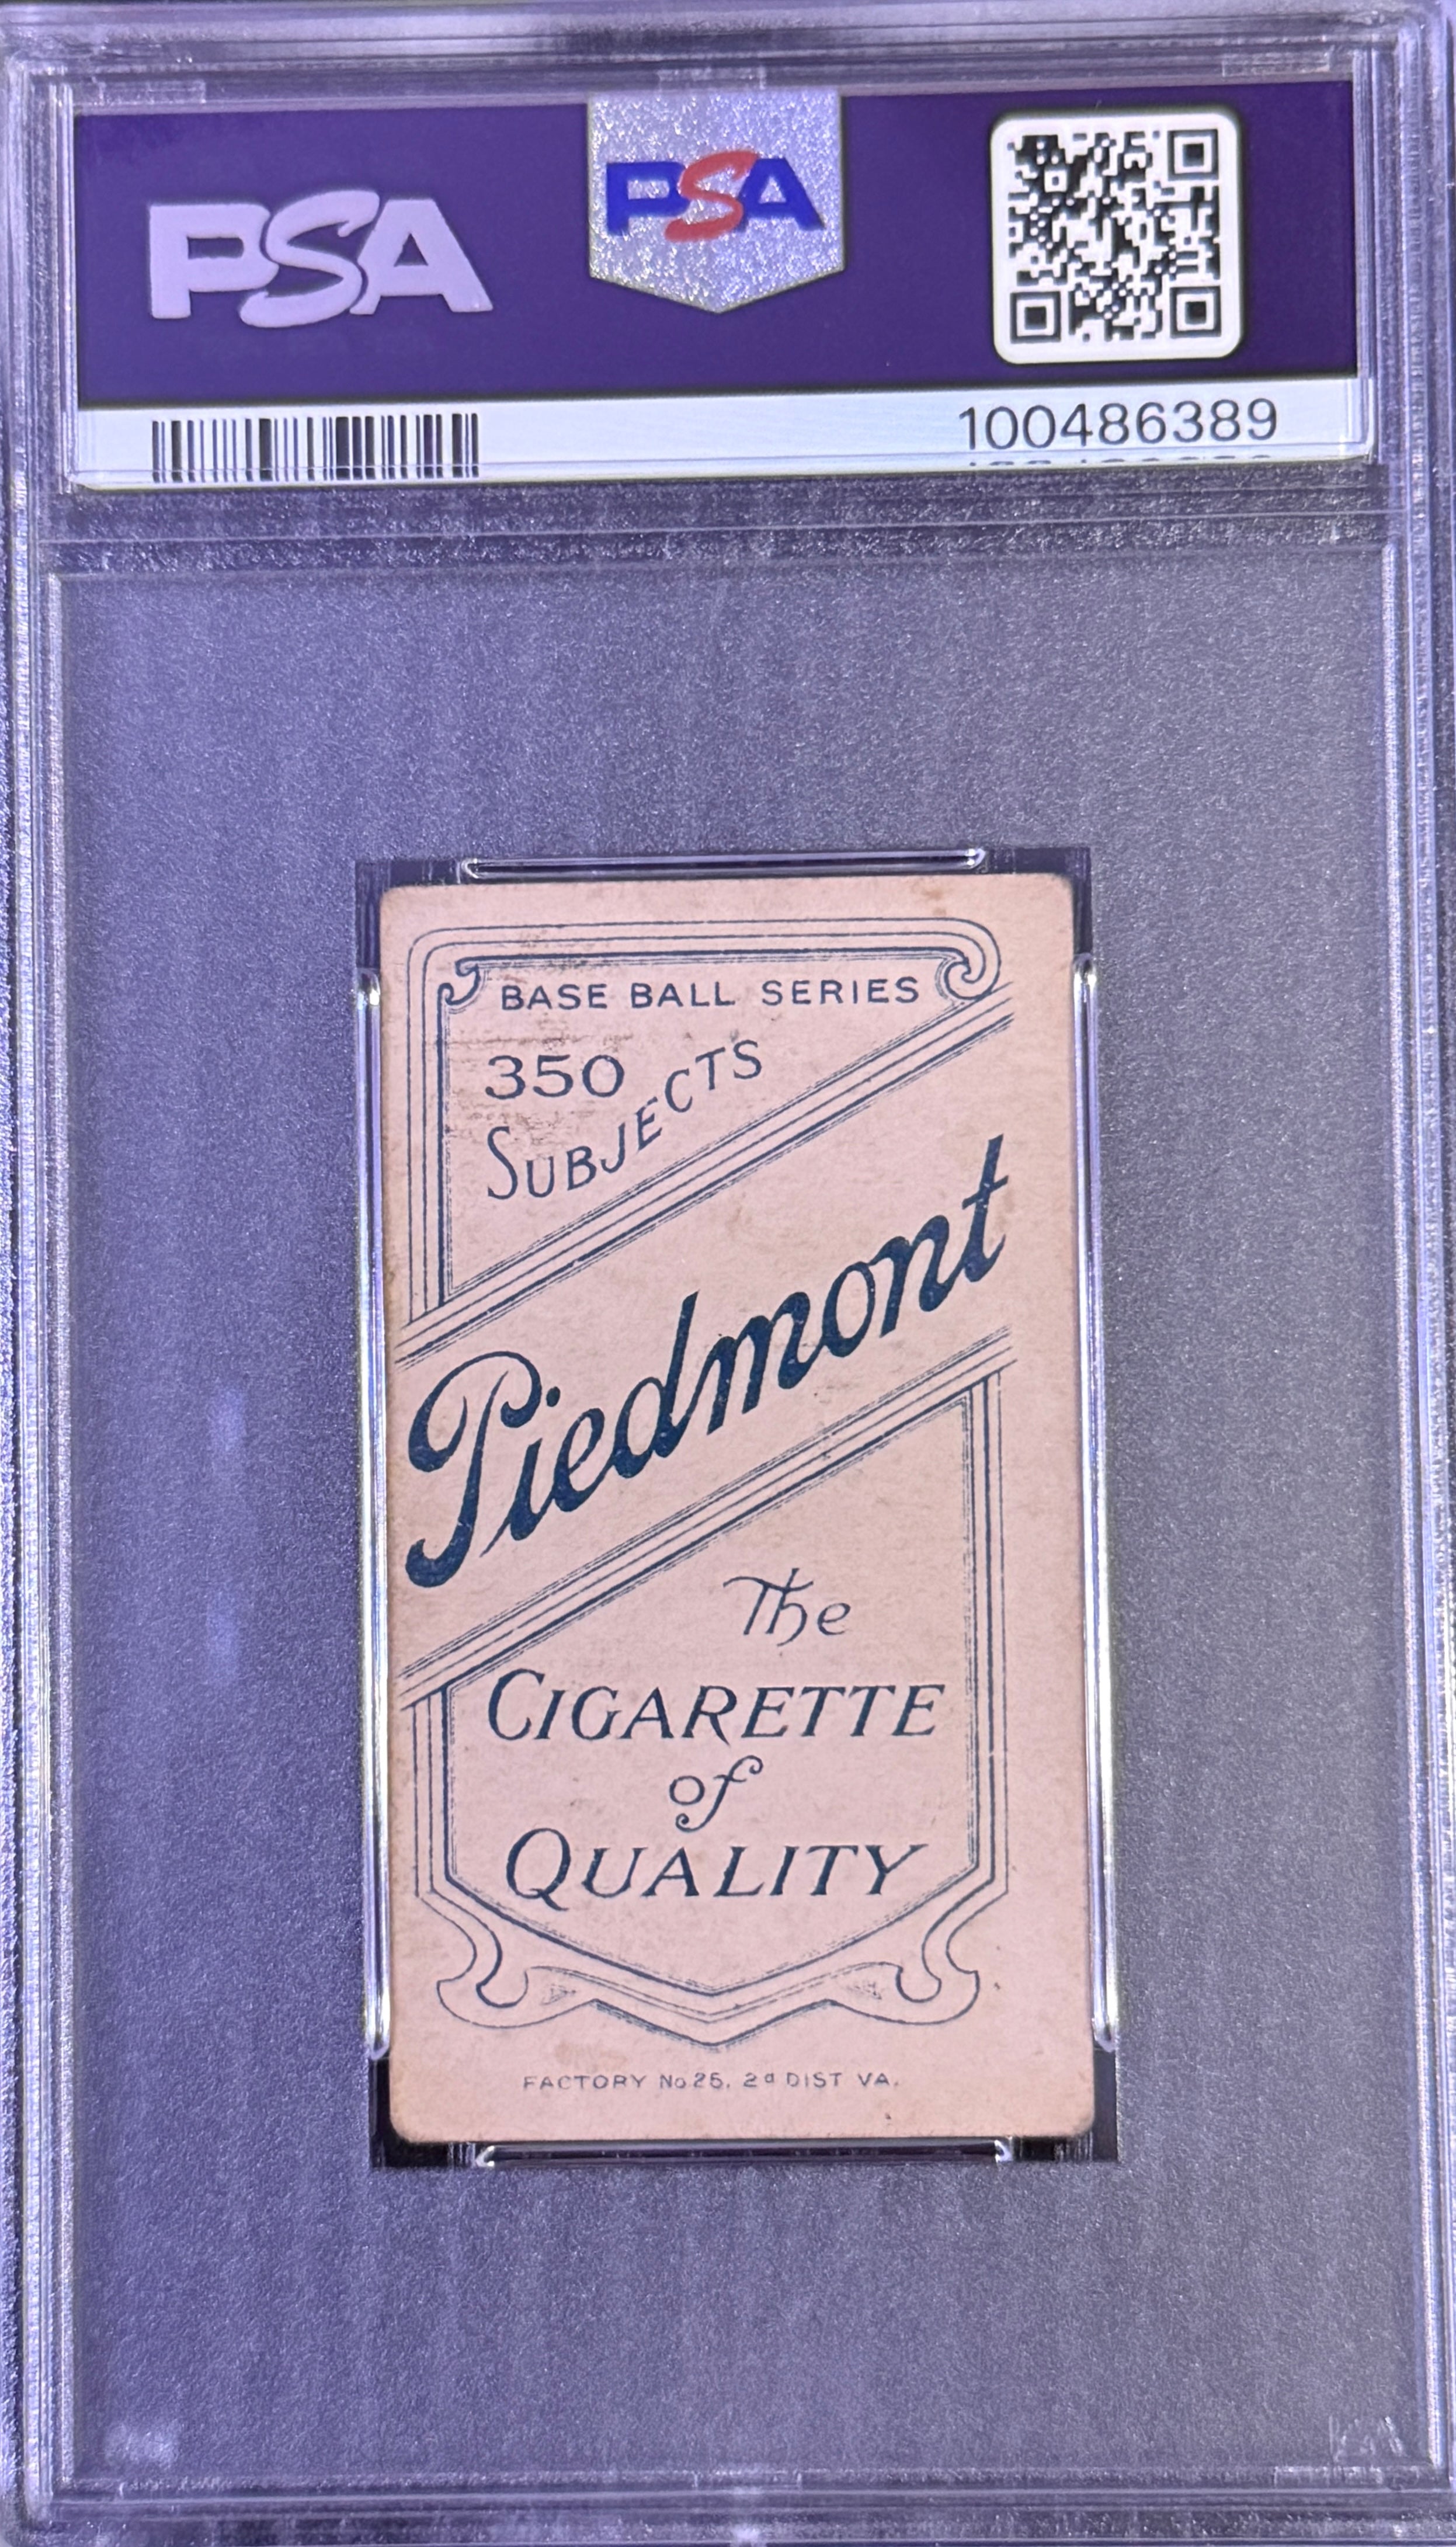 PSA
PSA
100486389
BASE BALL SERIES
350
SUBJECTS
Piedmont
The
CIGARETTE
of
QUALITY
FACTORY No 25, 2d DIST VA.